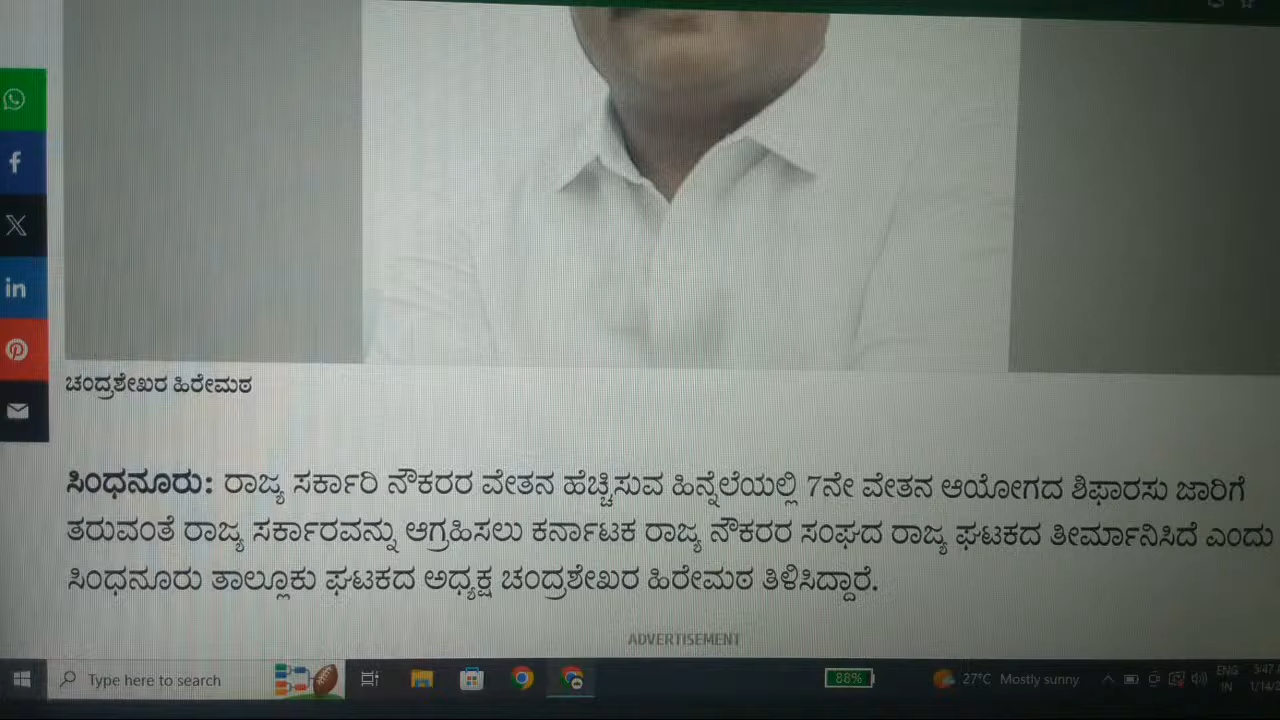 ಚಂದ್ರಶೇಖರ ಹಿರೇಮಠ
ಸಿಂಧನೂರು: ರಾಜ್ಯ ಸರ್ಕಾರಿ ನೌಕರರ ವೇತನ ಹೆಚ್ಚಿಸುವ ಹಿನ್ನೆಲೆಯಲ್ಲಿ 7ನೇ ವೇತನ ಆಯೋಗದ ಶಿಫಾರಸು ಜಾರಿಗೆ
ತರುವಂತೆ ರಾಜ್ಯ ಸರ್ಕಾರವನ್ನು ಆಗ್ರಹಿಸಲು ಕರ್ನಾಟಕ ರಾಜ್ಯ ನೌಕರರ ಸಂಘದ ರಾಜ್ಯ ಘಟಕದ ತೀರ್ಮಾನಿಸಿದೆ ಎಂದು
ಸಿಂಧನೂರು ತಾಲ್ಲೂಕು ಘಟಕದ ಅಧ್ಯಕ್ಷ ಚಂದ್ರಶೇಖರ ಹಿರೇಮಠ ತಿಳಿಸಿದ್ದಾರೆ.
ADVERTISEMENT
Type here to search
88%
27°C Mostly sunny
ENG
IN